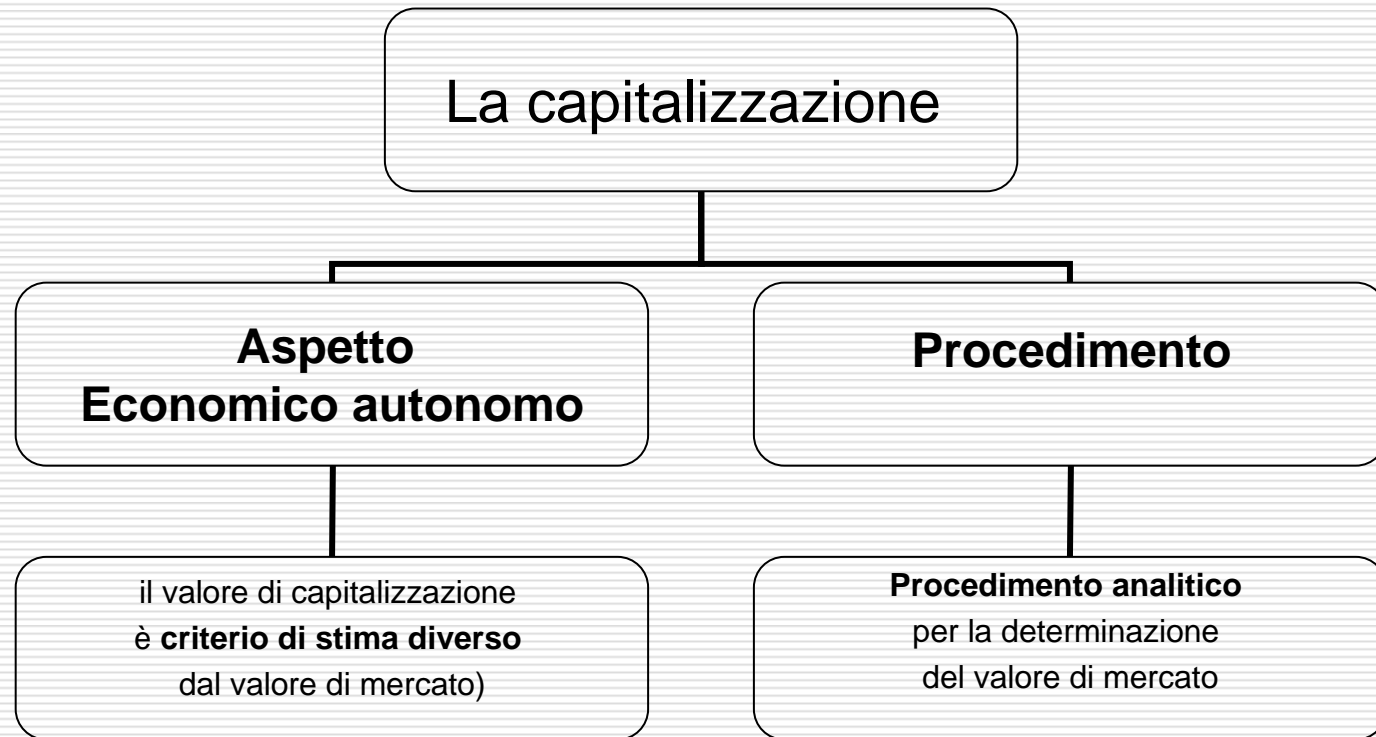 La capitalizzazione
Aspetto
Economico autonomo
il valore di capitalizzazione
è criterio di stima diverso
dal valore di mercato)
Procedimento
Procedimento analitico
per la determinazione
del valore di mercato